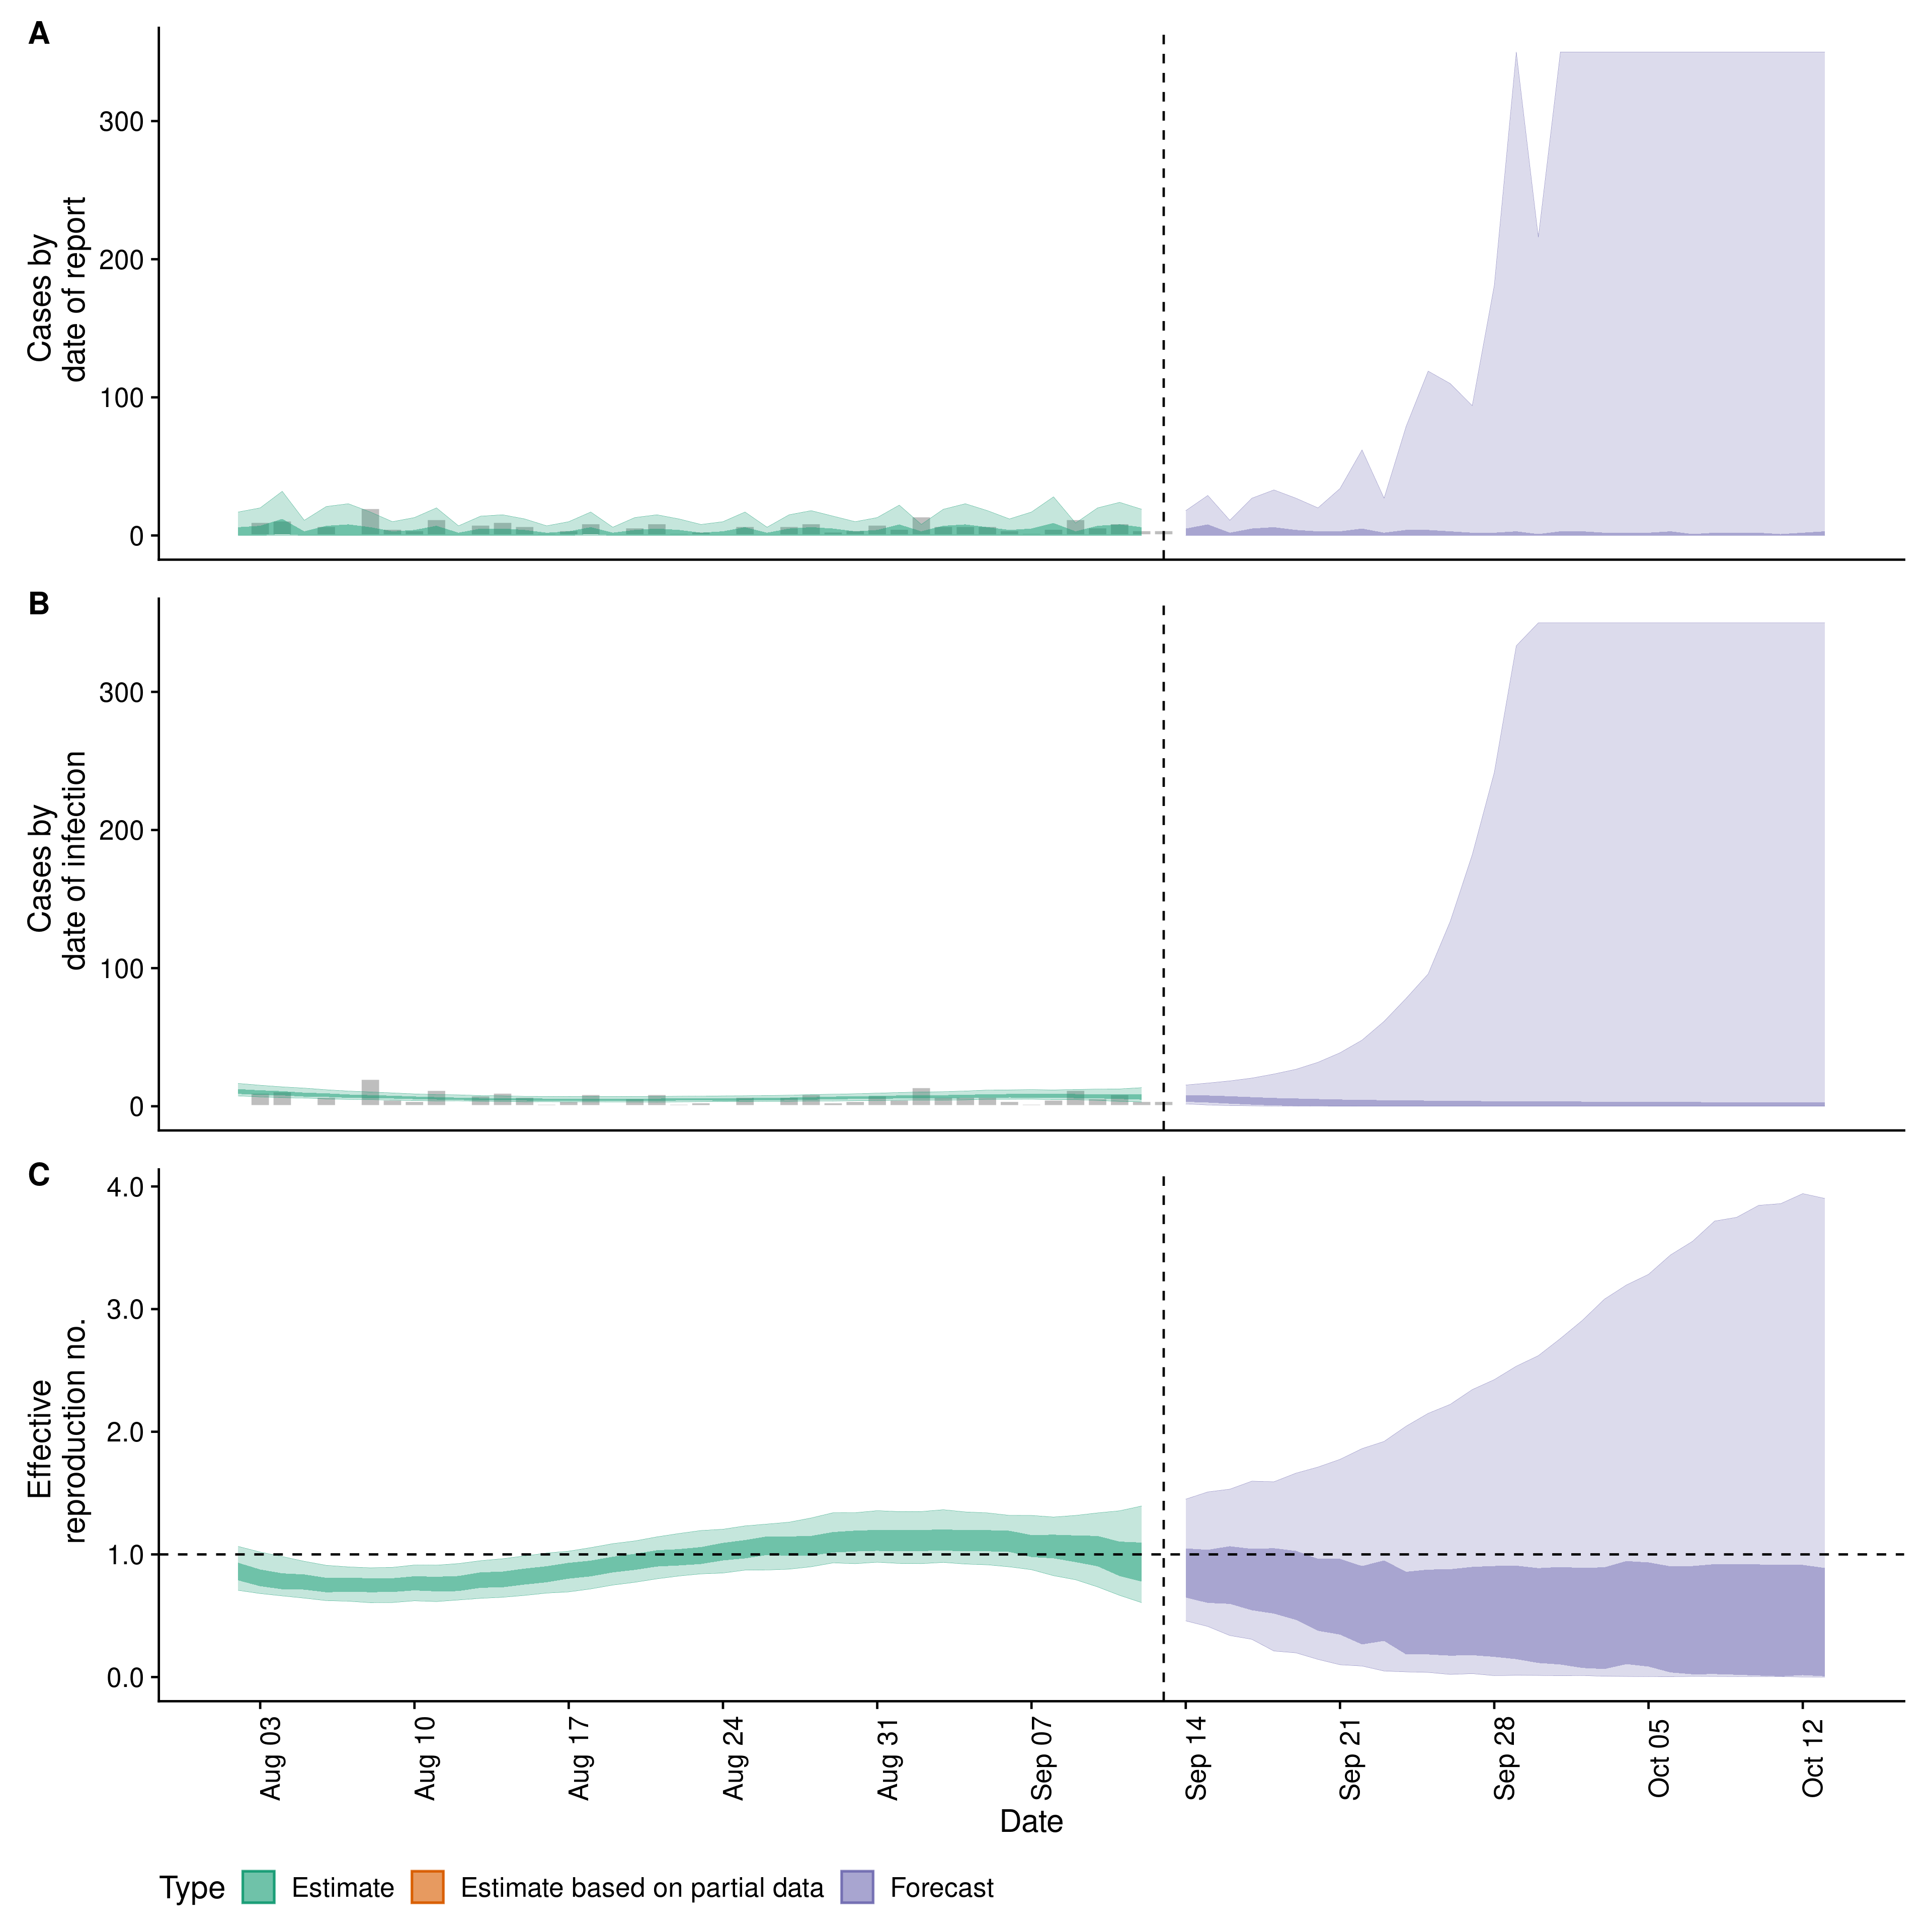 A
300
200
100
0
Cases by
date of report
B
300
200
100
0
Cases by
date of infection
C
4.0
3.0
2.0
1.0
0.0
Effective
reproduction no.
Aug 03
Aug 10
Aug 17
Aug 24
Aug 31
Sep 07
Sep 14
Sep 21
Sep 28
Oct 05
Oct 12
Date
Type Estimate Estimate based on partial data Forecast